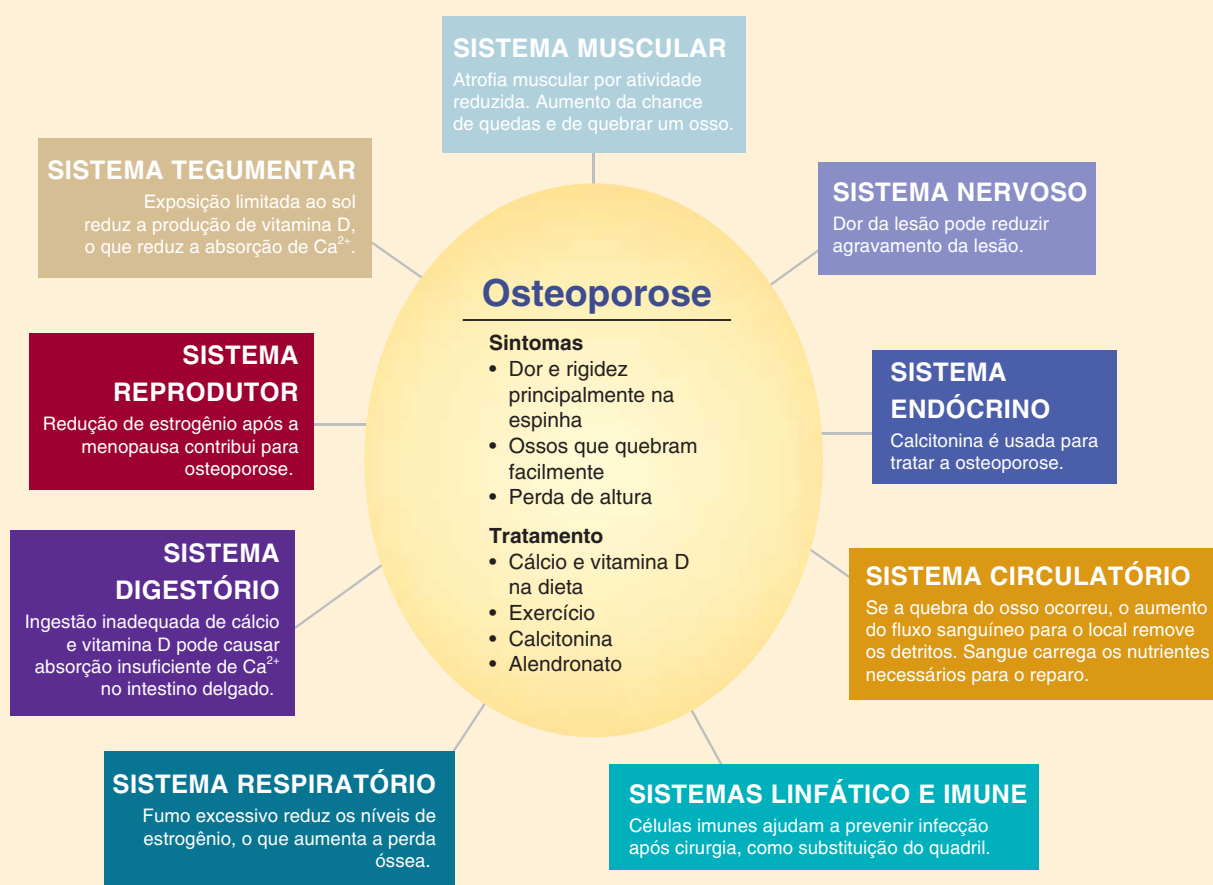 SISTEMA MUSCULAR
Atrofia muscular por atividade
reduzida. Aumento da chance
de quedas e de quebrar um osso.
SISTEMA TEGUMENTAR
Exposição limitada ao sol
reduz a produção de vitamina D,
o que reduz a absorção de Ca²⁺.
SISTEMA NERVOSO
Dor da lesão pode reduzir
agravamento da lesão.
Osteoporose
Sintomas
• Dor e rigidez
principalmente na
espinha
• Ossos que quebram
facilmente
• Perda de altura
Tratamento
• Cálcio e vitamina D
na dieta
• Exercício
• Calcitonina
• Alendronato
SISTEMA
REPRODUTOR
Redução de estrogênio após a
menopausa contribui para
osteoporose.
SISTEMA
ENDÓCRINO
Calcitonina é usada para
tratar a osteoporose.
SISTEMA
DIGESTÓRIO
Ingestão inadequada de cálcio
e vitamina D pode causar
absorção insuficiente de Ca²⁺
no intestino delgado.
SISTEMA CIRCULATÓRIO
Se a quebra do osso ocorreu, o aumento
do fluxo sanguíneo para o local remove
os detritos. Sangue carrega os nutrientes
necessários para o reparo.
SISTEMA RESPIRATÓRIO
Fumo excessivo reduz os níveis de
estrogênio, o que aumenta a perda
óssea.
SISTEMAS LINFÁTICO E IMUNE
Células imunes ajudam a prevenir infecção
após cirurgia, como substituição do quadril.